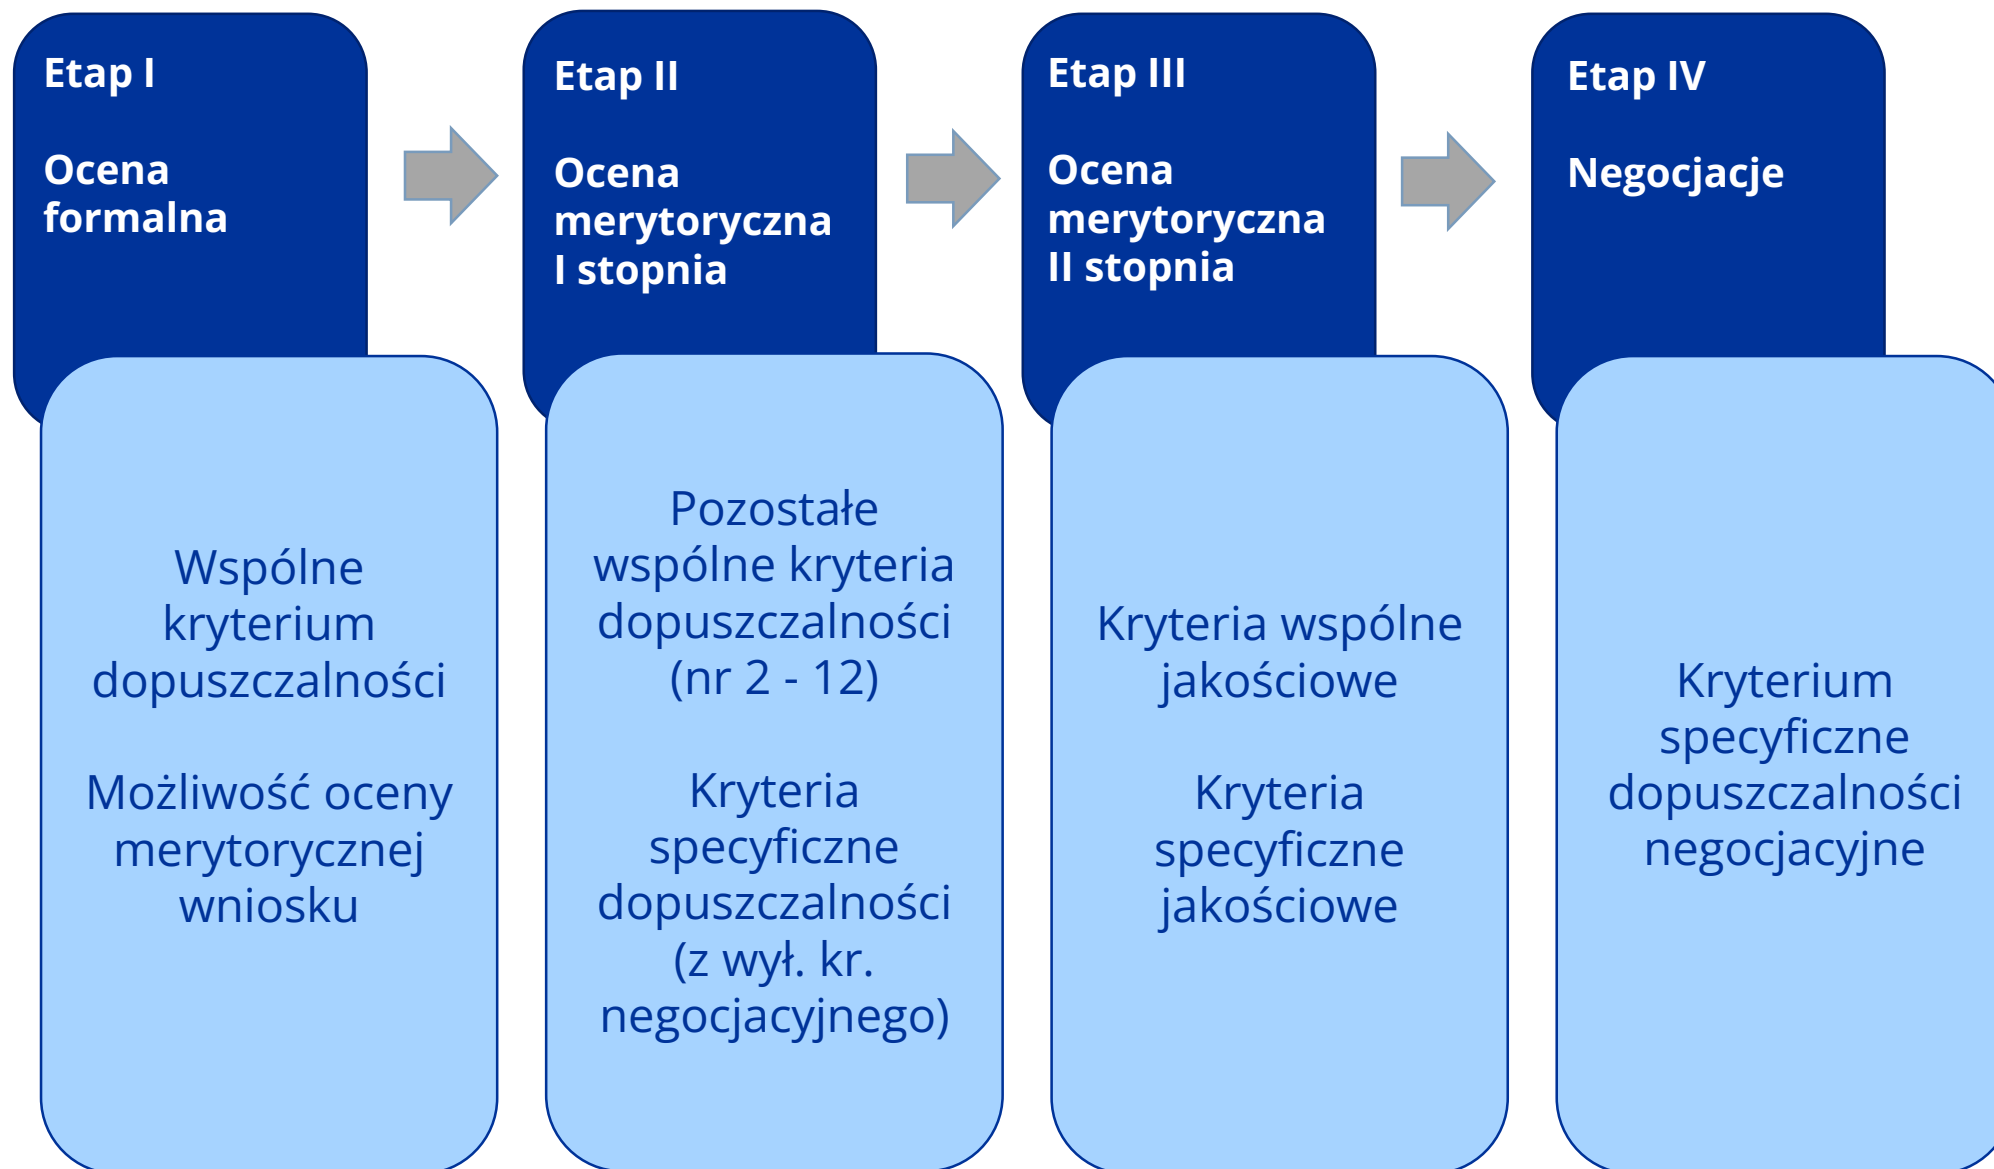 Etap I
Ocena
formalna
Wspólne
kryterium
dopuszczalności
Możliwość oceny
merytorycznej
wniosku
Etap II
Ocena
merytoryczna
I stopnia
Pozostałe
wspólne kryteria
dopuszczalności
(nr 2 - 12)
Kryteria
specyficzne
dopuszczalności
(z wył. kr.
negocjacyjnego)
Etap III
Ocena
merytoryczna
II stopnia
Kryteria wspólne
jakościowe
Kryteria
specyficzne
jakościowe
Etap IV
Negocjacje
Kryterium
specyficzne
dopuszczalności
negocjacyjne